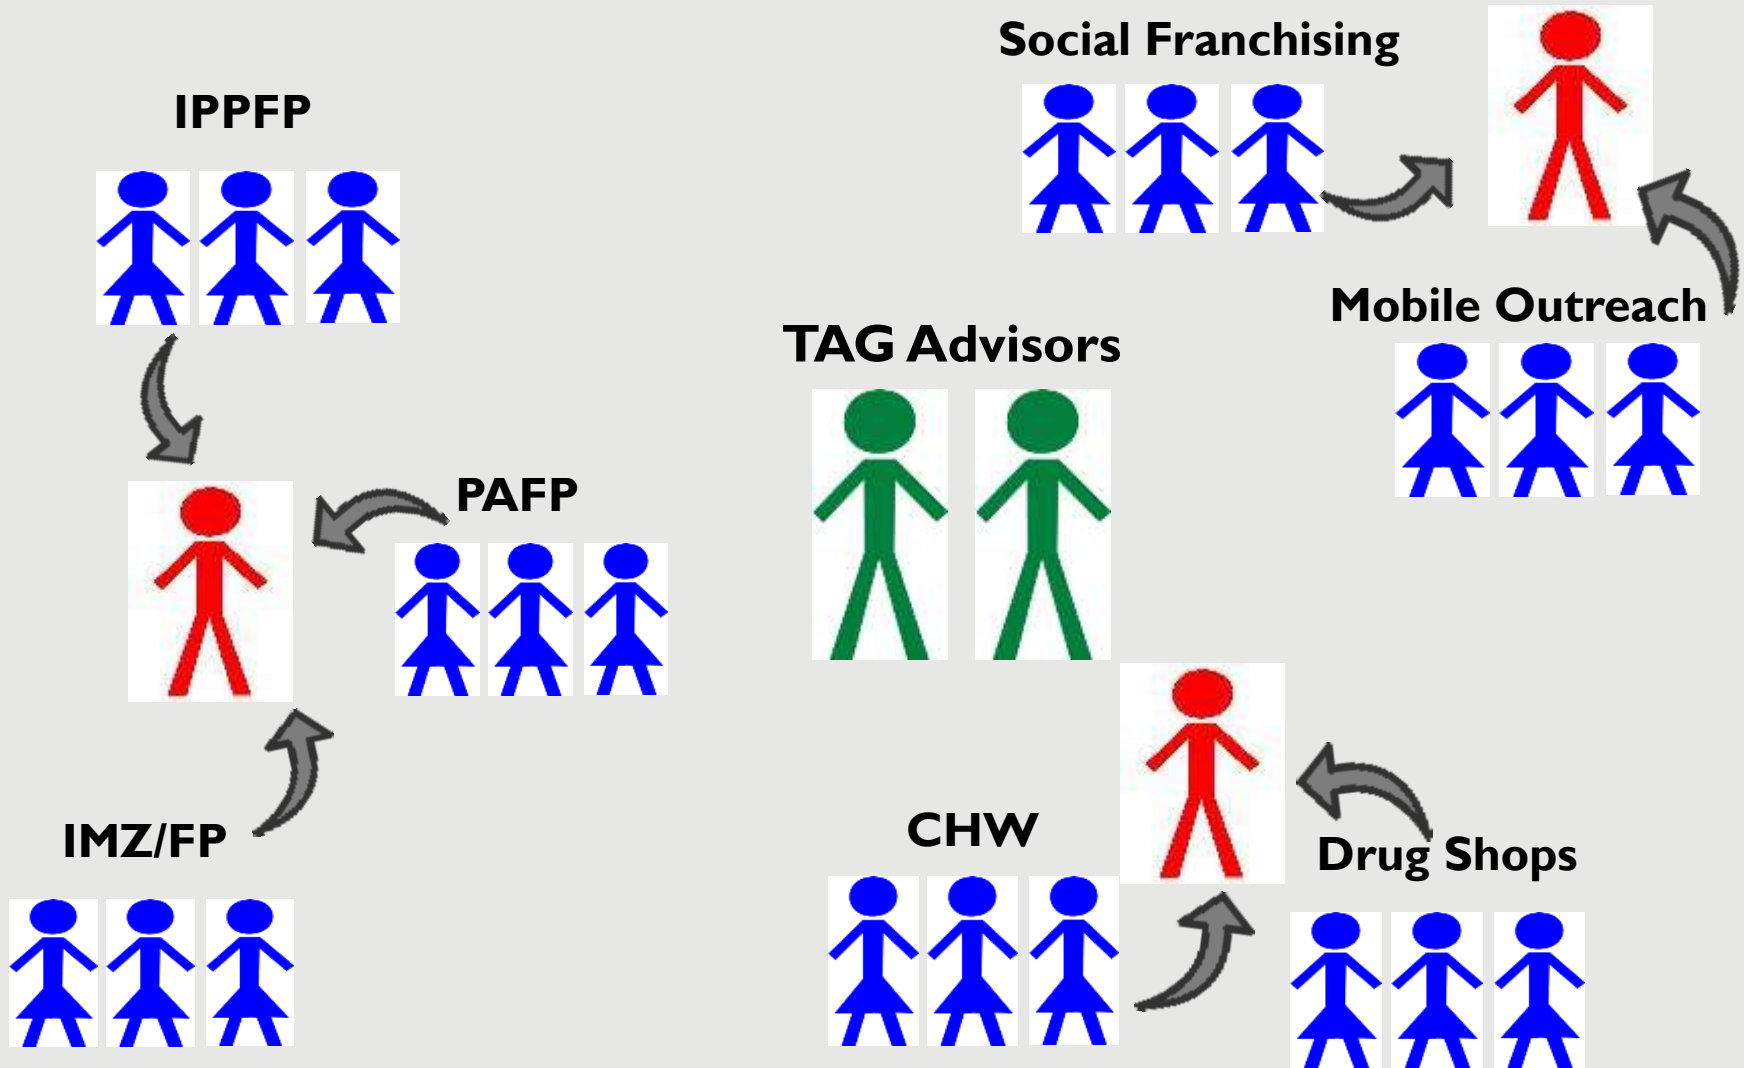 Social Franchising
IPPFP
Mobile Outreach
TAG Advisors
PAFP
CHW
IMZ/FP
Drug Shops